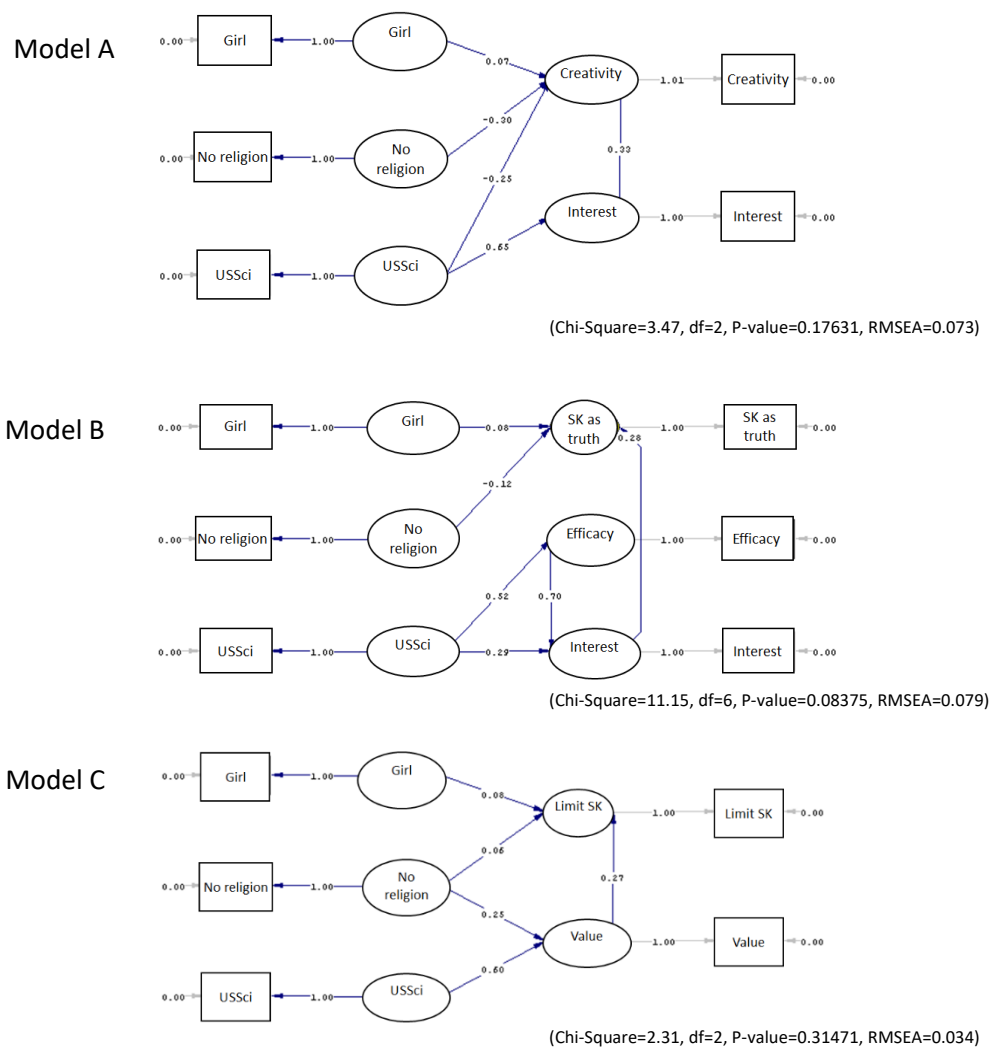 Model A
0.00 Girl 1.00 Girl
0.07
Creativity 1.01 Creativity 0.00
-0.30
0.00 No religion 1.00 No
religion
0.33
-0.25
Interest 1.00 Interest 0.00
0.65
0.00 USSci 1.00 USSci
(Chi-Square=3.47, df=2, P-value=0.17631, RMSEA=0.073)
Model B
0.00 Girl 1.00 Girl 0.08 SK as
truth 1.00 SK as
truth 0.00
0.28
-0.12
0.00 No religion 1.00 No
religion
Efficacy 1.00 Efficacy 0.00
0.52 0.70
0.00 USSci 1.00 USSci 0.29 Interest 1.00 Interest 0.00
(Chi-Square=11.15, df=6, P-value=0.08375, RMSEA=0.079)
Model C
0.00 Girl 1.00 Girl
0.08
Limit SK 1.00 Limit SK 0.00
0.06
0.00 No religion 1.00 No
religion
0.27
0.25
Value 1.00 Value 0.00
0.60
0.00 USSci 1.00 USSci
(Chi-Square=2.31, df=2, P-value=0.31471, RMSEA=0.034)